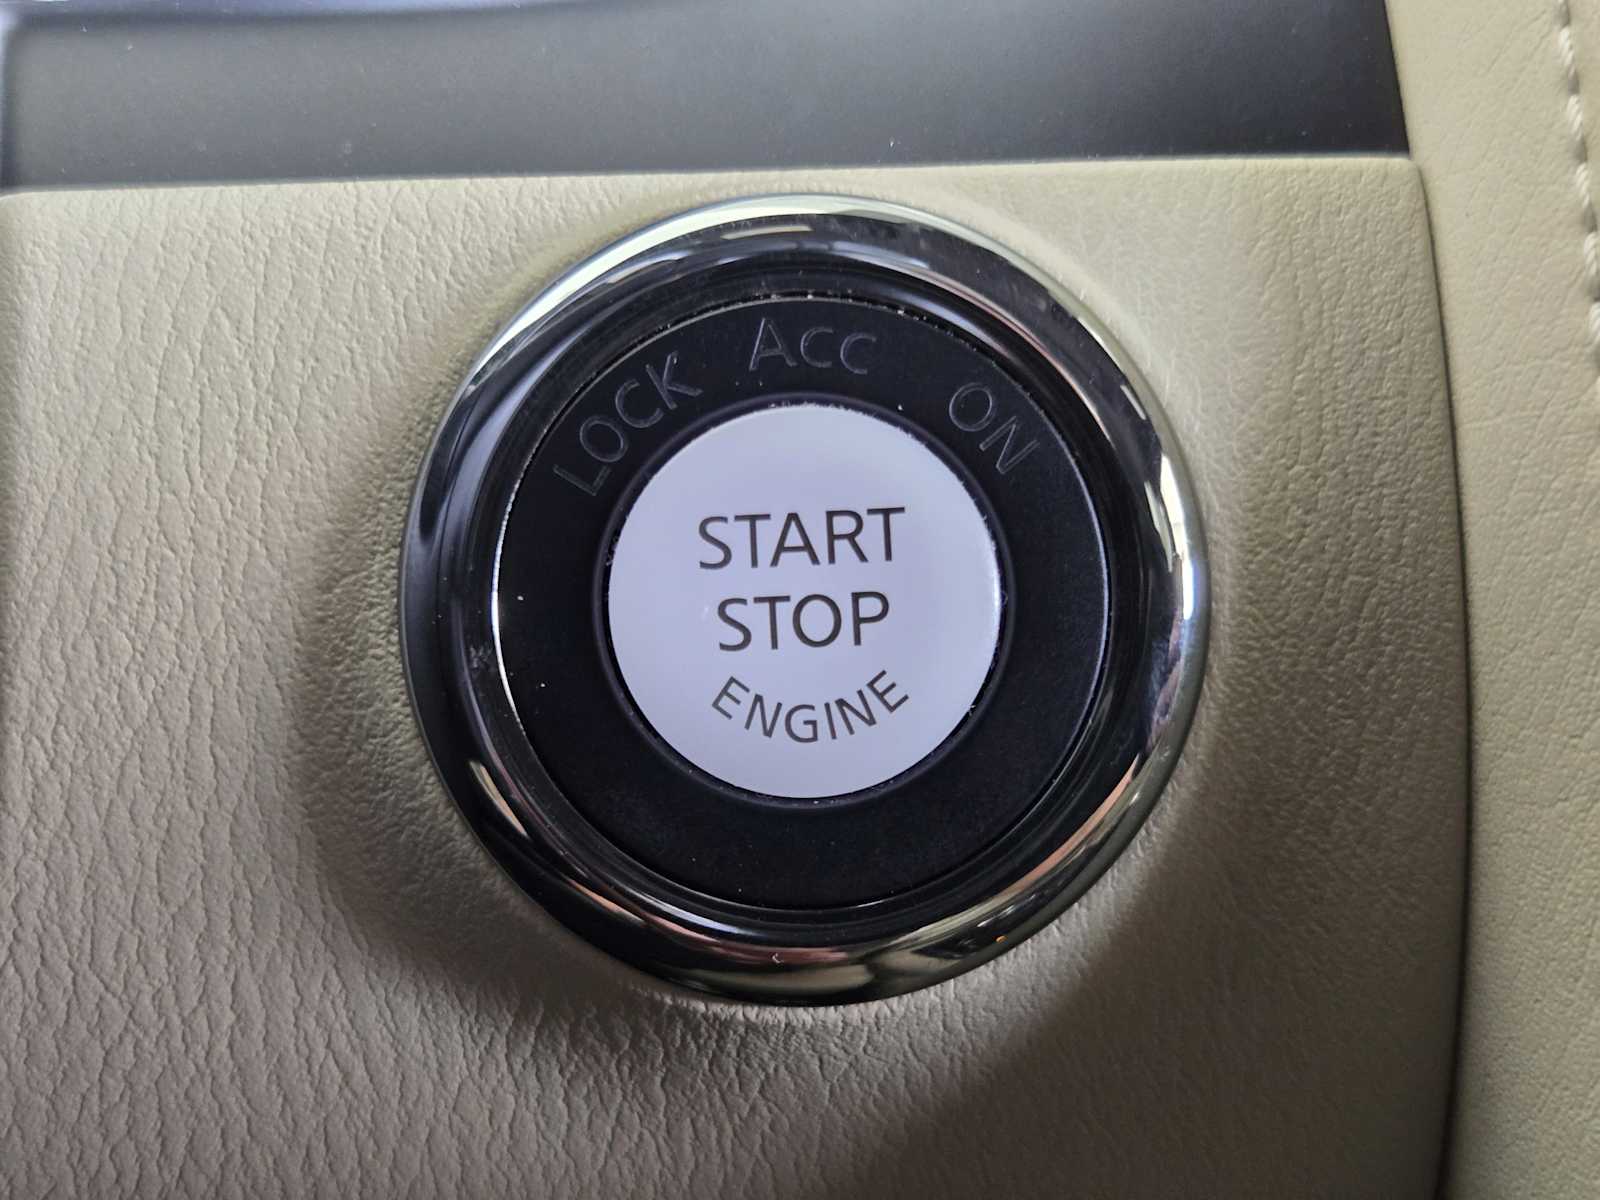 LOCK ACC ON
START
STOP
ENGINE